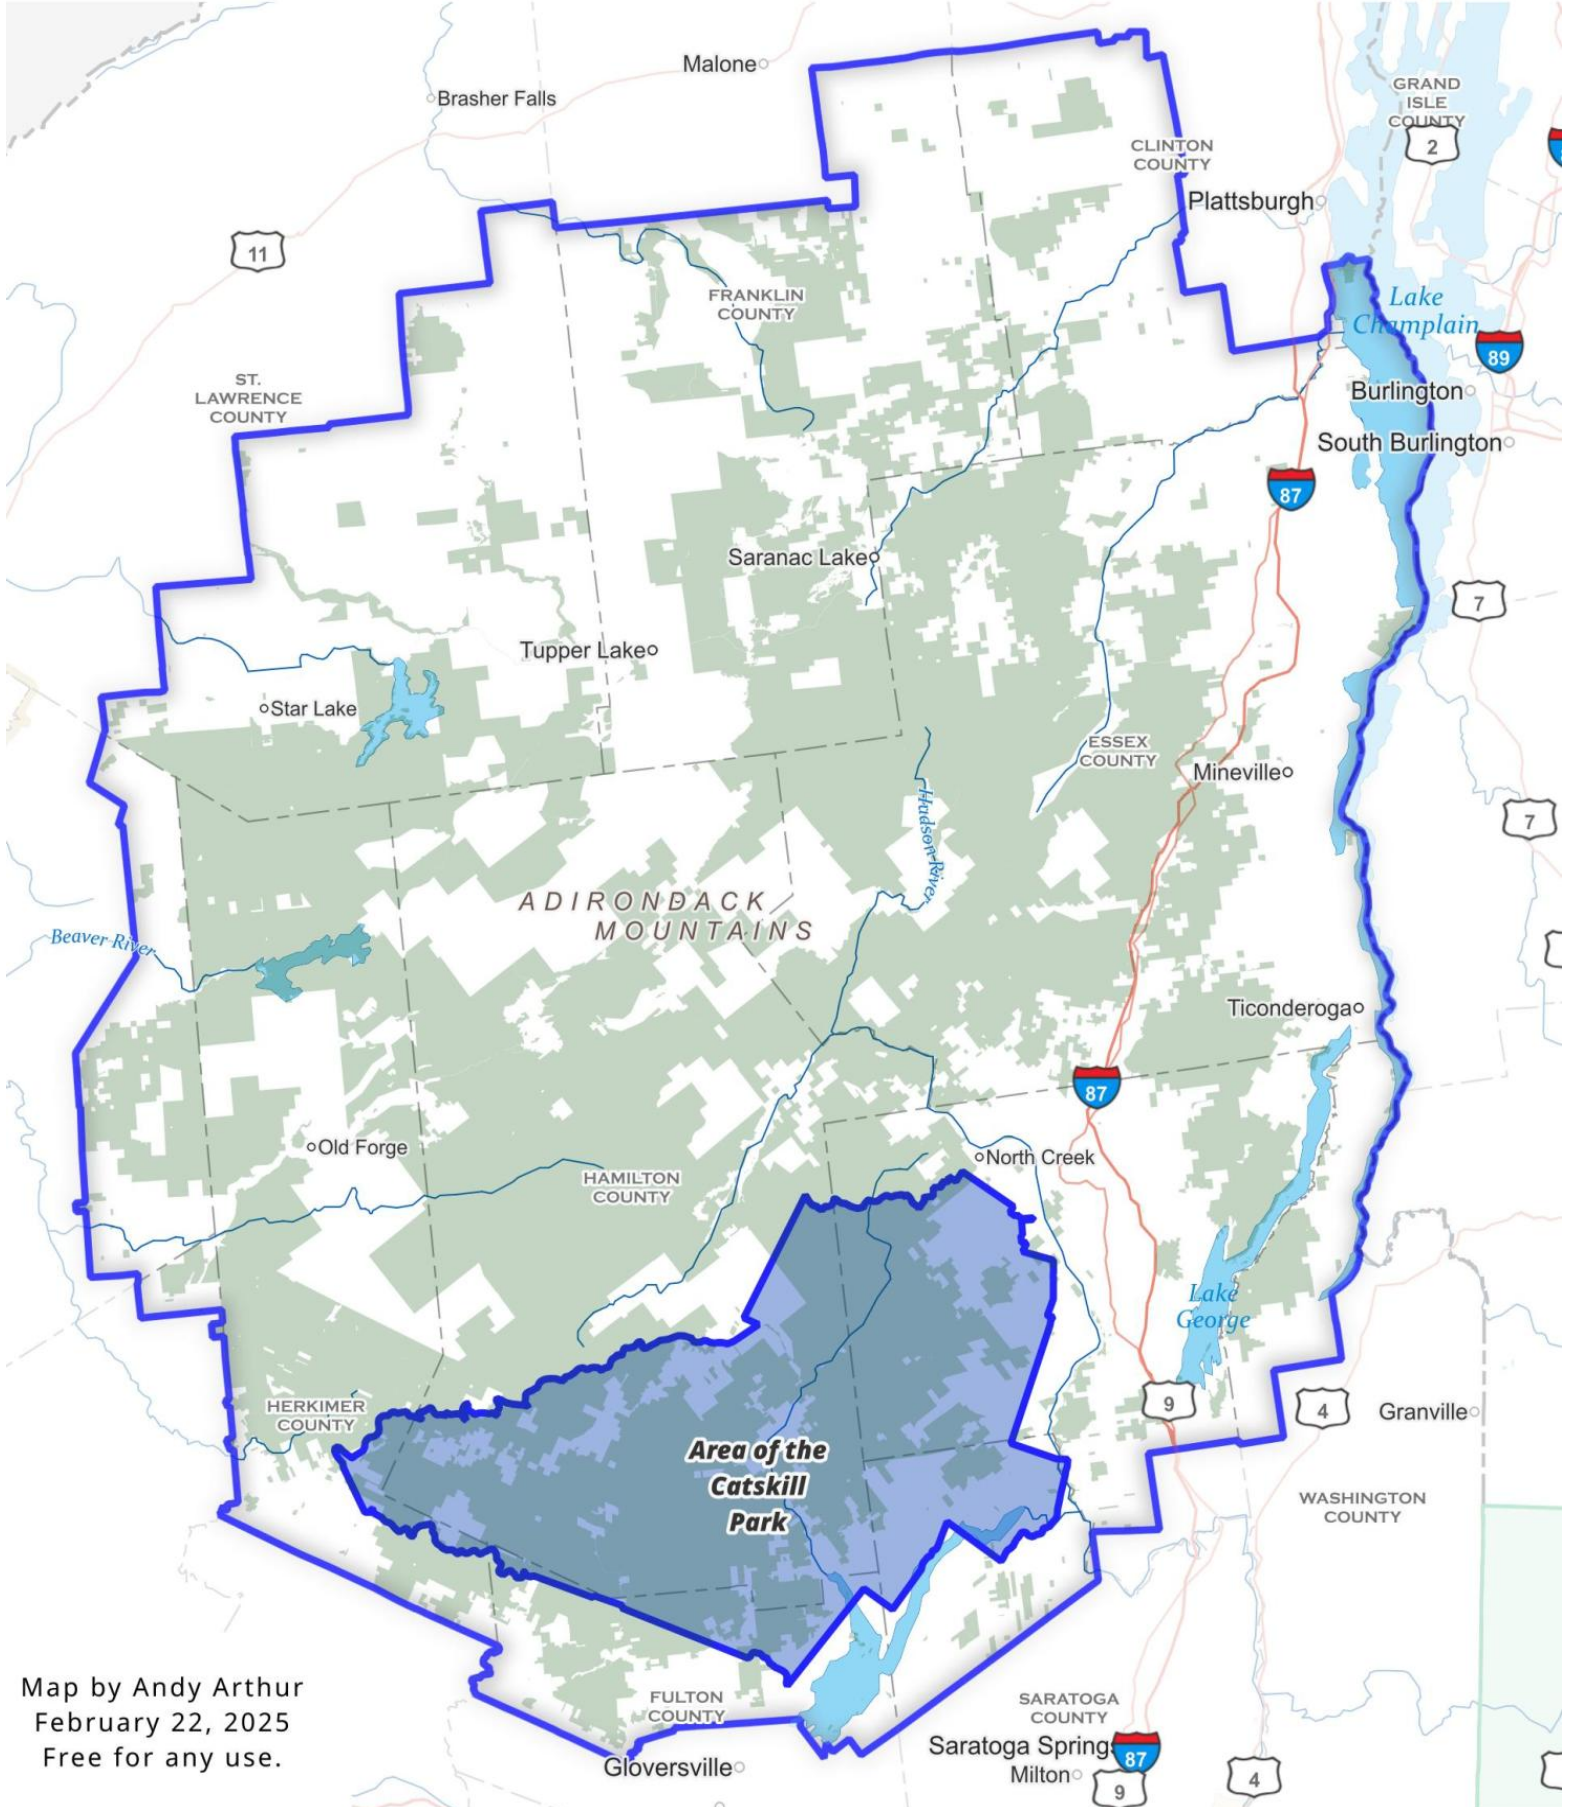 Malone
Brasher Falls
GRAND
ISLE
COUNTY
2
CLINTON
COUNTY
Plattsburgh
11
FRANKLIN
COUNTY
Lake
Champlain
89
ST.
LAWRENCE
COUNTY
Burlington
South Burlington
87
Saranac Lake
7
Tupper Lake
Star Lake
ESSEX
COUNTY
Mineville
Hudson River
7
ADIRONDACK
MOUNTAINS
Beaver River
Ticonderoga
87
Old Forge
North Creek
HAMILTON
COUNTY
Lake
George
HERKIMER
COUNTY
9
4
Granville
Area of the
Catskill
Park
WASHINGTON
COUNTY
Map by Andy Arthur
February 22, 2025
Free for any use.
FULTON
COUNTY
SARATOGA
COUNTY
Gloversville
Saratoga Springs
87
Milton
9
4